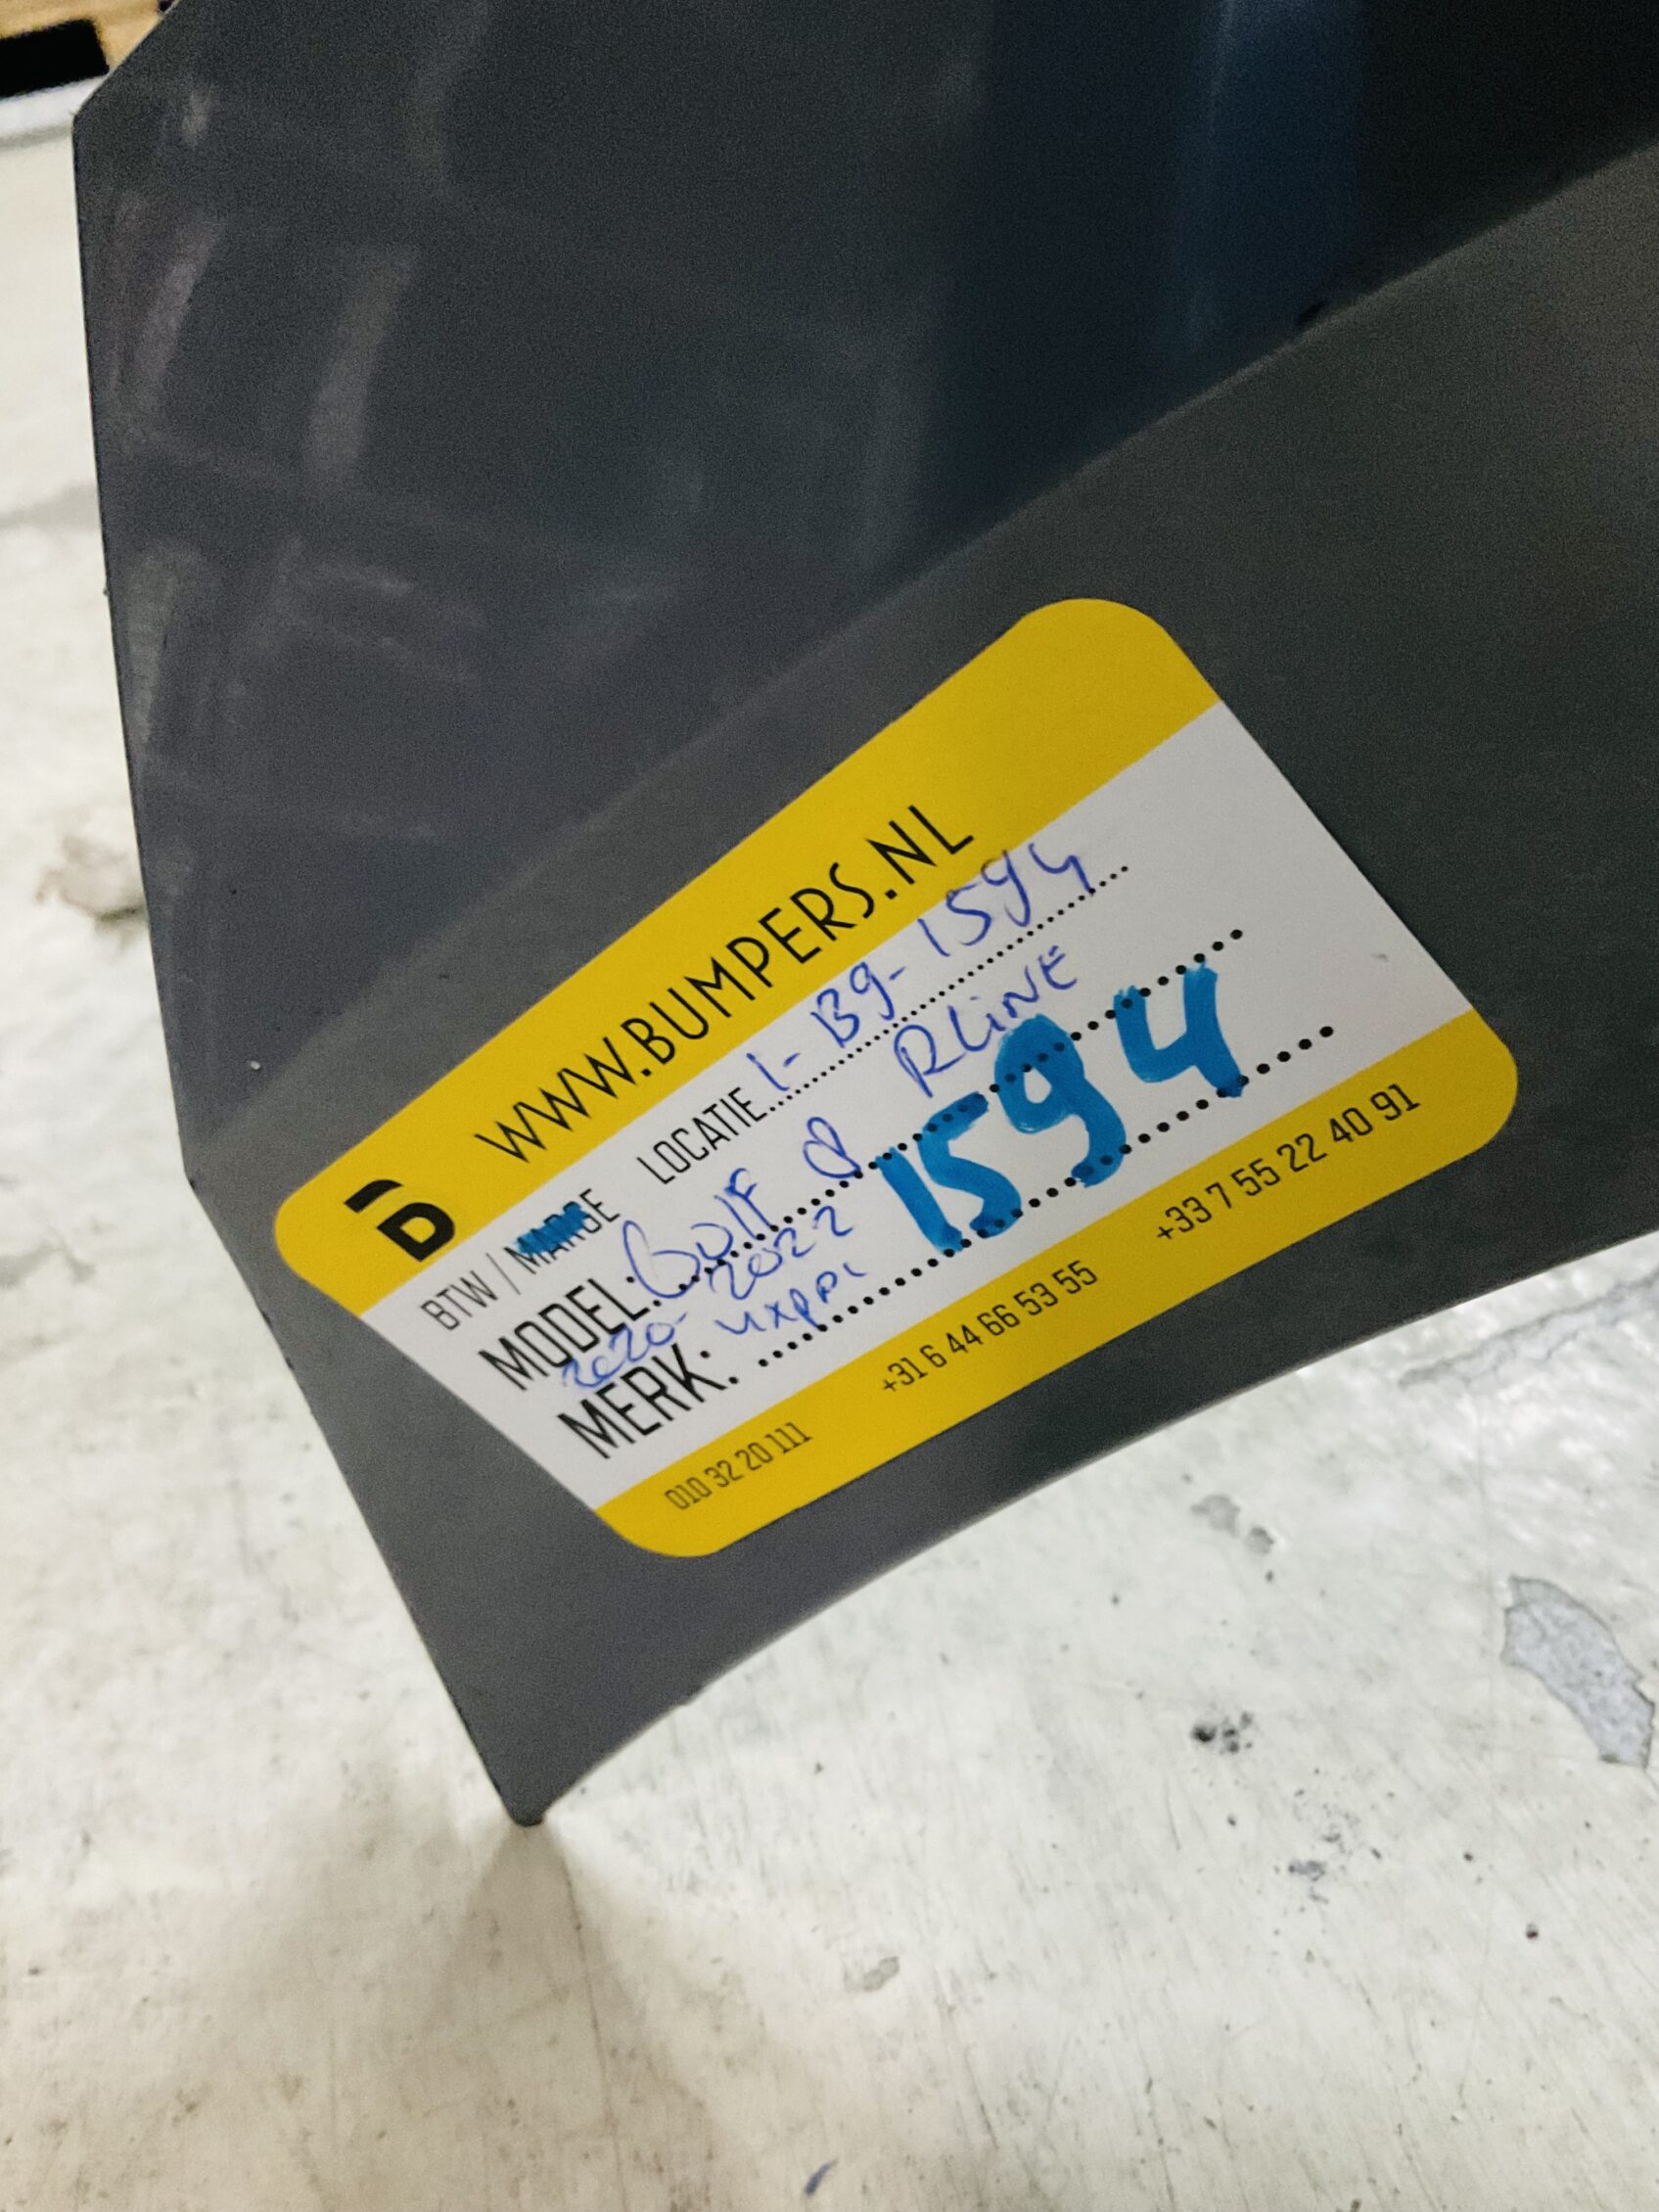 WWW.BUMPERS.NL
BTW / MARGE LOCATIE 1-B9-1594
MODEL: Golf 8 RLiNE
2020-2022 1594
MERK: 4xPDC
010 32 20 111 +31 6 44 66 53 55 +33 7 55 22 40 91